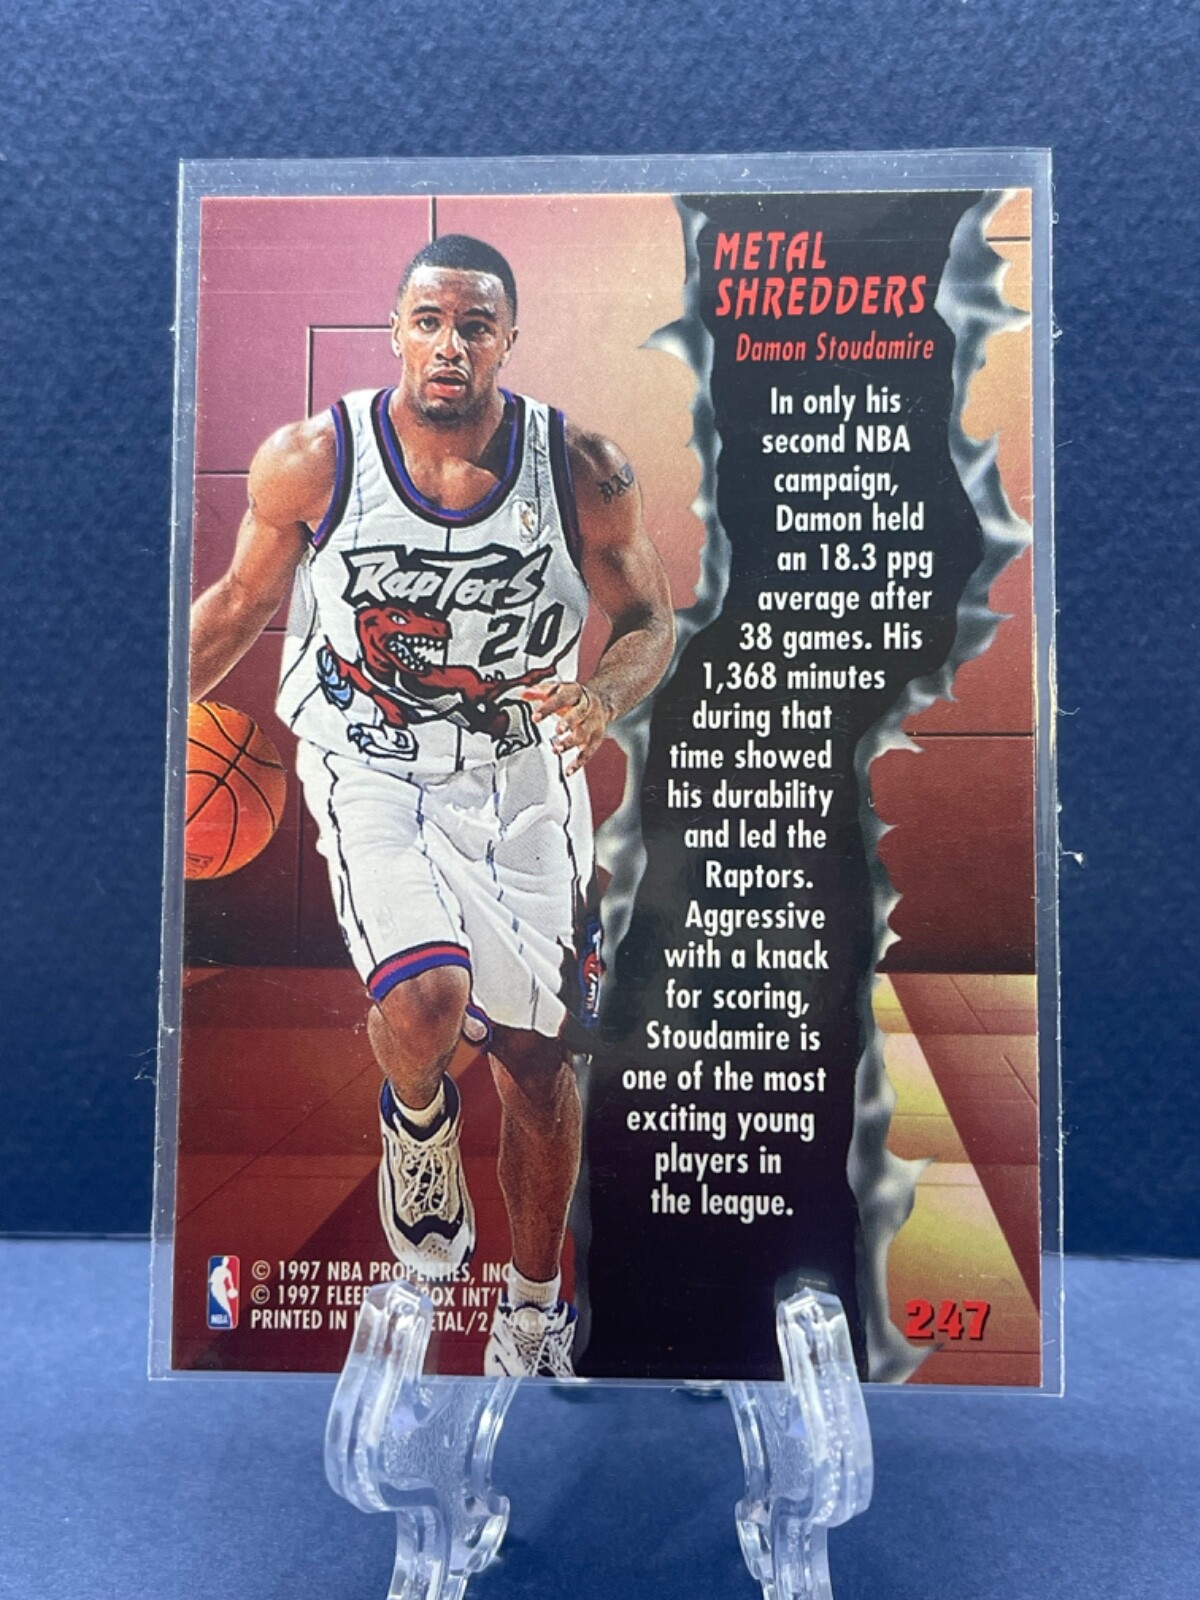 METAL
SHREDDERS
Damon Stoudamire
In only his
second NBA
campaign,
Damon held
an 18.3 ppg
average after
38 games. His
1,368 minutes
during that
time showed
his durability
and led the
Raptors.
Aggressive
with a knack
for scoring,
Stoudamire is
one of the most
exciting young
players in
the league.
RapTorS
20
NBA
© 1997 NBA PROPERTIES, INC.
© 1997 INT'L
PRINTED IN
247